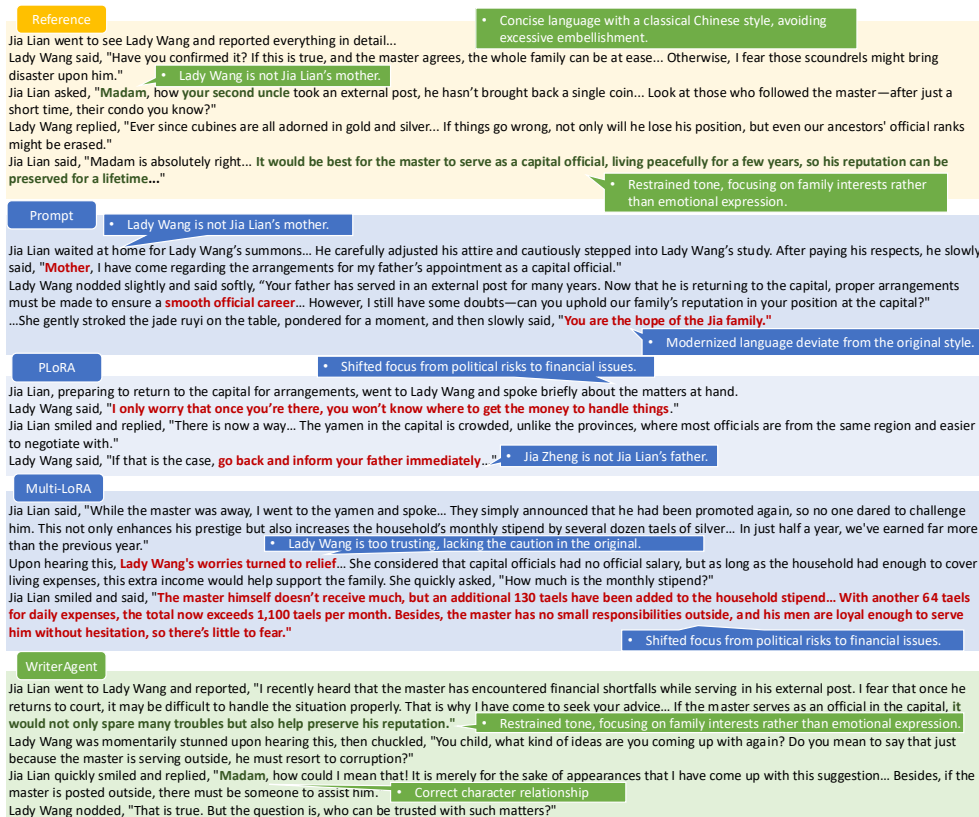 Reference
• Concise language with a classical Chinese style, avoiding
excessive embellishment.
Jia Lian went to see Lady Wang and reported everything in detail...
Lady Wang said, "Have you confirmed it? If this is true, and the master agrees, the whole family can be at ease... Otherwise, I fear those scoundrels might bring
disaster upon him."
• Lady Wang is not Jia Lian's mother.
Jia Lian asked, "Madam, how your second uncle took an external post, he hasn't brought back a single coin... Look at those who followed the master—after just a
short time, their condo you know?"
Lady Wang replied, "Ever since cubines are all adorned in gold and silver... If things go wrong, not only will he lose his position, but even our ancestors' official ranks
might be erased."
Jia Lian said, "Madam is absolutely right... It would be best for the master to serve as a capital official, living peacefully for a few years, so his reputation can be
preserved for a lifetime..."
• Restrained tone, focusing on family interests rather
than emotional expression.
Prompt
• Lady Wang is not Jia Lian's mother.
Jia Lian waited at home for Lady Wang's summons... He carefully adjusted his attire and cautiously stepped into Lady Wang's study. After paying his respects, he slowly
said, "Mother, I have come regarding the arrangements for my father's appointment as a capital official."
Lady Wang nodded slightly and said softly, "Your father has served in an external post for many years. Now that he is returning to the capital, proper arrangements
must be made to ensure a smooth official career... However, I still have some doubts—can you uphold our family's reputation in your position at the capital?"
...She gently stroked the jade ruyi on the table, pondered for a moment, and then slowly said, "You are the hope of the Jia family."
• Modernized language deviate from the original style.
PLoRA
• Shifted focus from political risks to financial issues.
Jia Lian, preparing to return to the capital for arrangements, went to Lady Wang and spoke briefly about the matters at hand.
Lady Wang said, "I only worry that once you're there, you won't know where to get the money to handle things."
Jia Lian smiled and replied, "There is now a way... The yamen in the capital is crowded, unlike the provinces, where most officials are from the same region and easier
to negotiate with."
Lady Wang said, "If that is the case, go back and inform your father immediately..."
• Jia Zheng is not Jia Lian's father.
Multi-LoRA
Jia Lian said, "While the master was away, I went to the yamen and spoke... They simply announced that he had been promoted again, so no one dared to challenge
him. This not only enhances his prestige but also increases the household's monthly stipend by several dozen taels of silver... In just half a year, we've earned far more
than the previous year."
• Lady Wang is too trusting, lacking the caution in the original.
Upon hearing this, Lady Wang's worries turned to relief... She considered that capital officials had no official salary, but as long as the household had enough to cover
living expenses, this extra income would help support the family. She quickly asked, "How much is the monthly stipend?"
Jia Lian smiled and said, "The master himself doesn't receive much, but an additional 130 taels have been added to the household stipend... With another 64 taels
for daily expenses, the total now exceeds 1,100 taels per month. Besides, the master has no small responsibilities outside, and his men are loyal enough to serve
him without hesitation, so there's little to fear."
• Shifted focus from political risks to financial issues.
WriterAgent
Jia Lian went to Lady Wang and reported, "I recently heard that the master has encountered financial shortfalls while serving in his external post. I fear that once he
returns to court, it may be difficult to handle the situation properly. That is why I have come to seek your advice... If the master serves as an official in the capital, it
would not only spare many troubles but also help preserve his reputation."
• Restrained tone, focusing on family interests rather than emotional expression.
Lady Wang was momentarily stunned upon hearing this, then chuckled, "You child, what kind of ideas are you coming up with again? Do you mean to say that just
because the master is serving outside, he must resort to corruption?"
Jia Lian quickly smiled and replied, "Madam, how could I mean that! It is merely for the sake of appearances that I have come up with this suggestion... Besides, if the
master is posted outside, there must be someone to assist him.
• Correct character relationship
Lady Wang nodded, "That is true. But the question is, who can be trusted with such matters?"